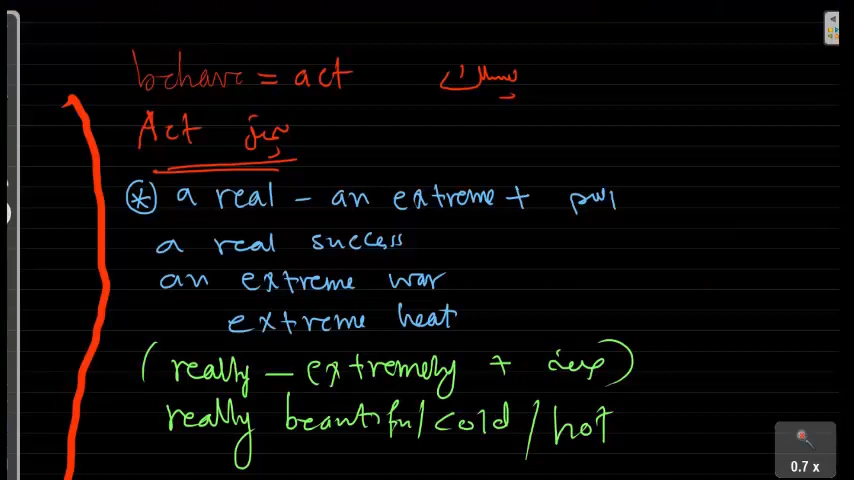 behave = act يسلك
Act
* a real - an extreme + اسم
a real success
an extreme war
extreme heat
(really - extremely + صفة)
really beautiful/cold/hot
0.7 x